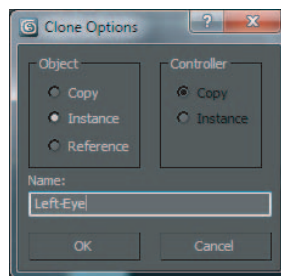 Clone Options
Object
Copy
Instance
Reference
Controller
Copy
Instance
Name:
Left-Eye
OK
Cancel